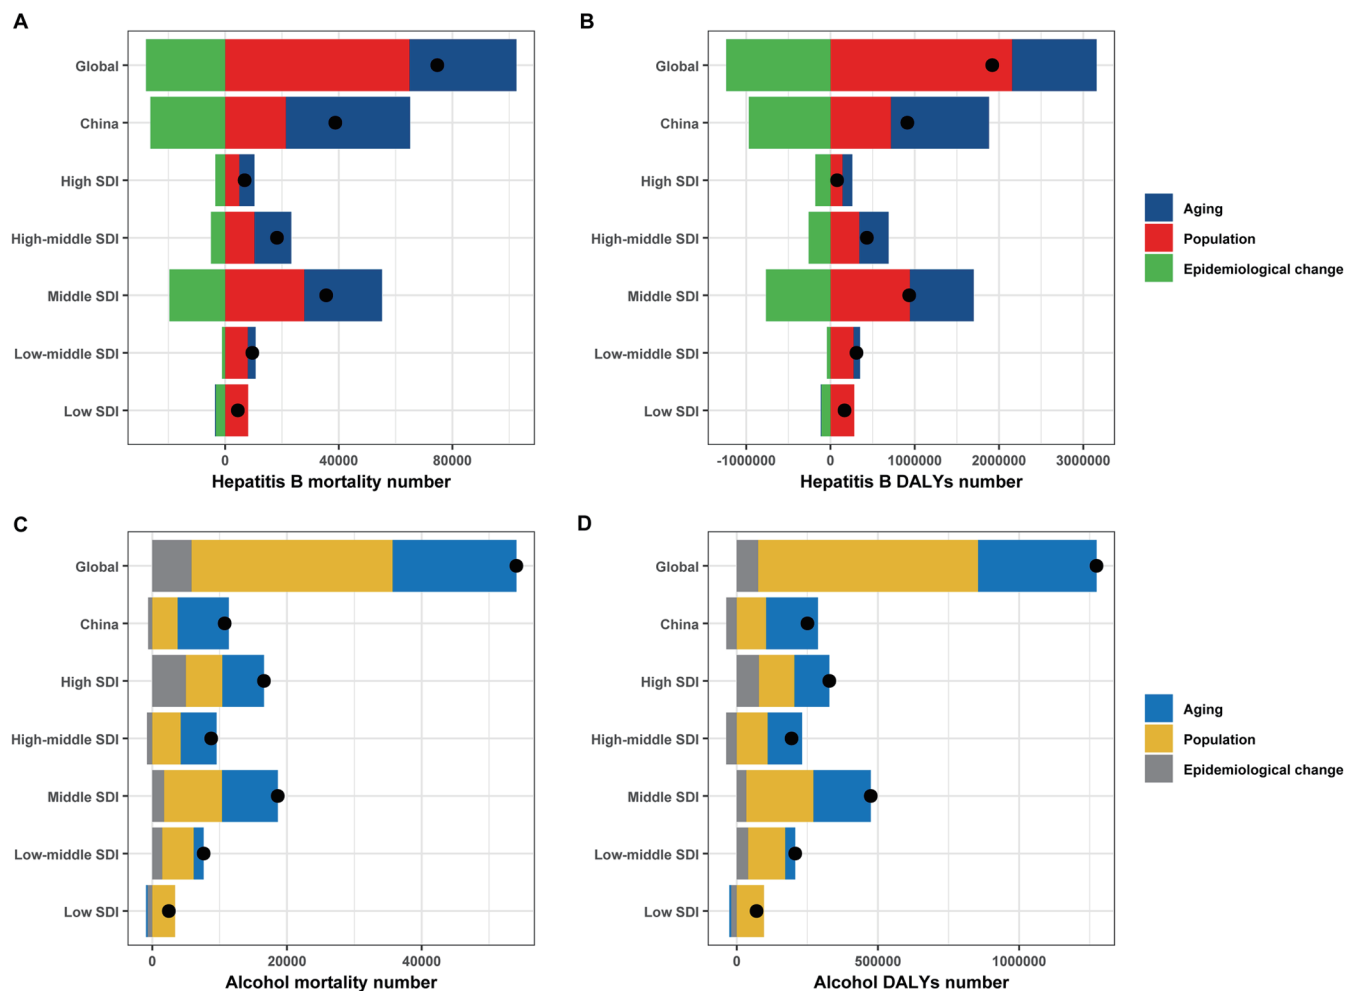 A
Global
China
High SDI
High-middle SDI
Middle SDI
Low-middle SDI
Low SDI
0
40000
80000
Hepatitis B mortality number
B
Global
China
High SDI
High-middle SDI
Middle SDI
Low-middle SDI
Low SDI
-1000000
0
1000000
2000000
3000000
Hepatitis B DALYs number
Aging
Population
Epidemiological change
C
Global
China
High SDI
High-middle SDI
Middle SDI
Low-middle SDI
Low SDI
0
20000
40000
Alcohol mortality number
D
Global
China
High SDI
High-middle SDI
Middle SDI
Low-middle SDI
Low SDI
0
500000
1000000
Alcohol DALYs number
Aging
Population
Epidemiological change